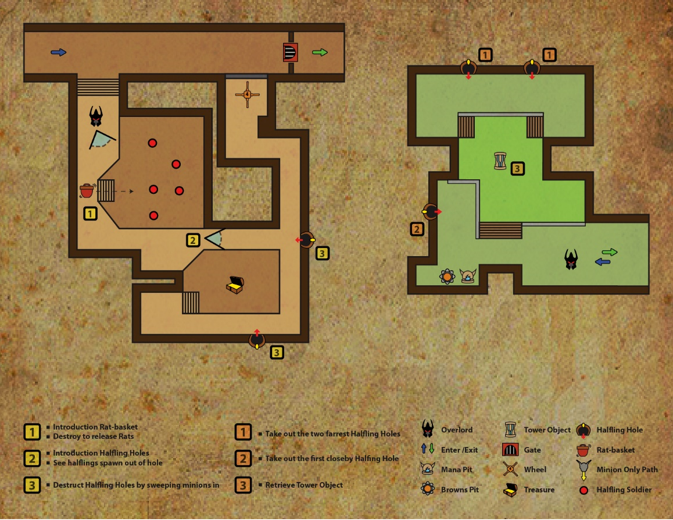 1
1
3
2
1
2
3
3
1
Introduction Rat-basket
Destroy to release Rats
2
Introduction Halfling Holes
See halflings spawn out of hole
3
Destruct Halfling Holes by sweeping minions in
1
Take out the two farrest Halfling Holes
2
Take out the first closeby Halfing Hole
3
Retrieve Tower Object
Overlord
Tower Object
Halfling Hole
Enter /Exit
Gate
Rat-basket
Mana Pit
Wheel
Minion Only Path
Browns Pit
Treasure
Halfling Soldier